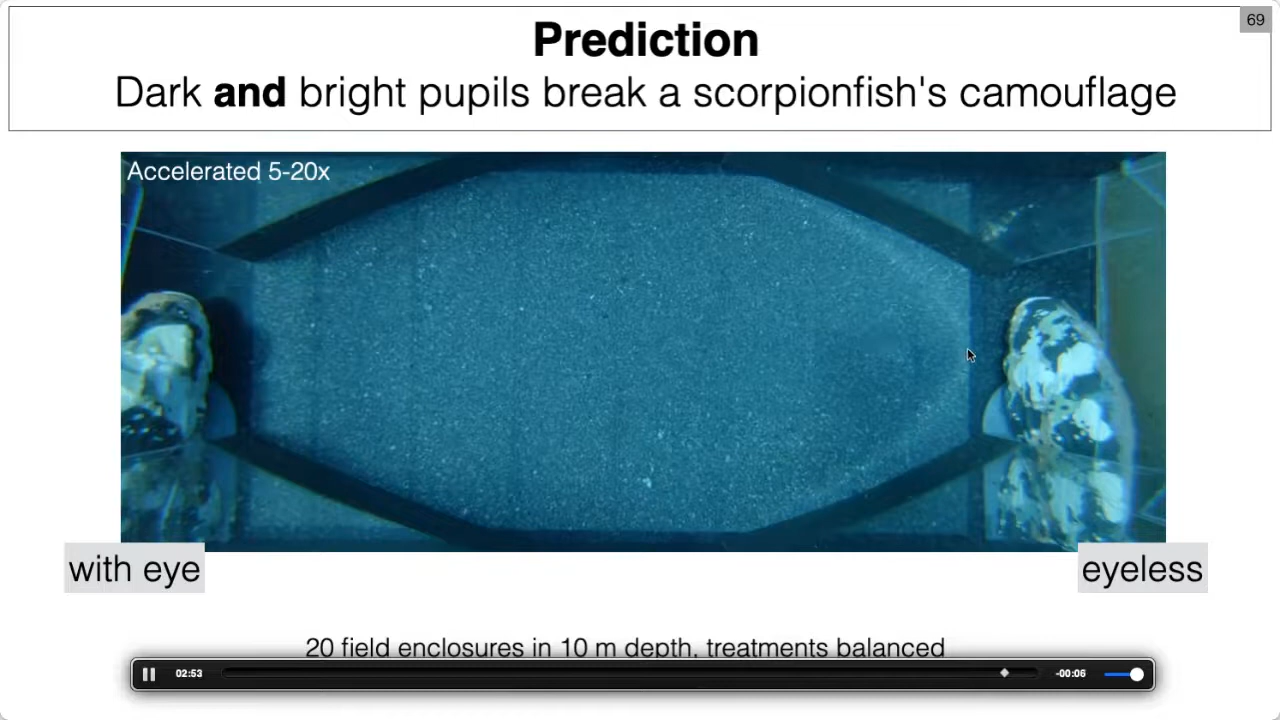 69
Prediction
Dark and bright pupils break a scorpionfish's camouflage
Accelerated 5-20x
with eye
eyeless
20 field enclosures in 10 m depth, treatments balanced
02:53
-00:06